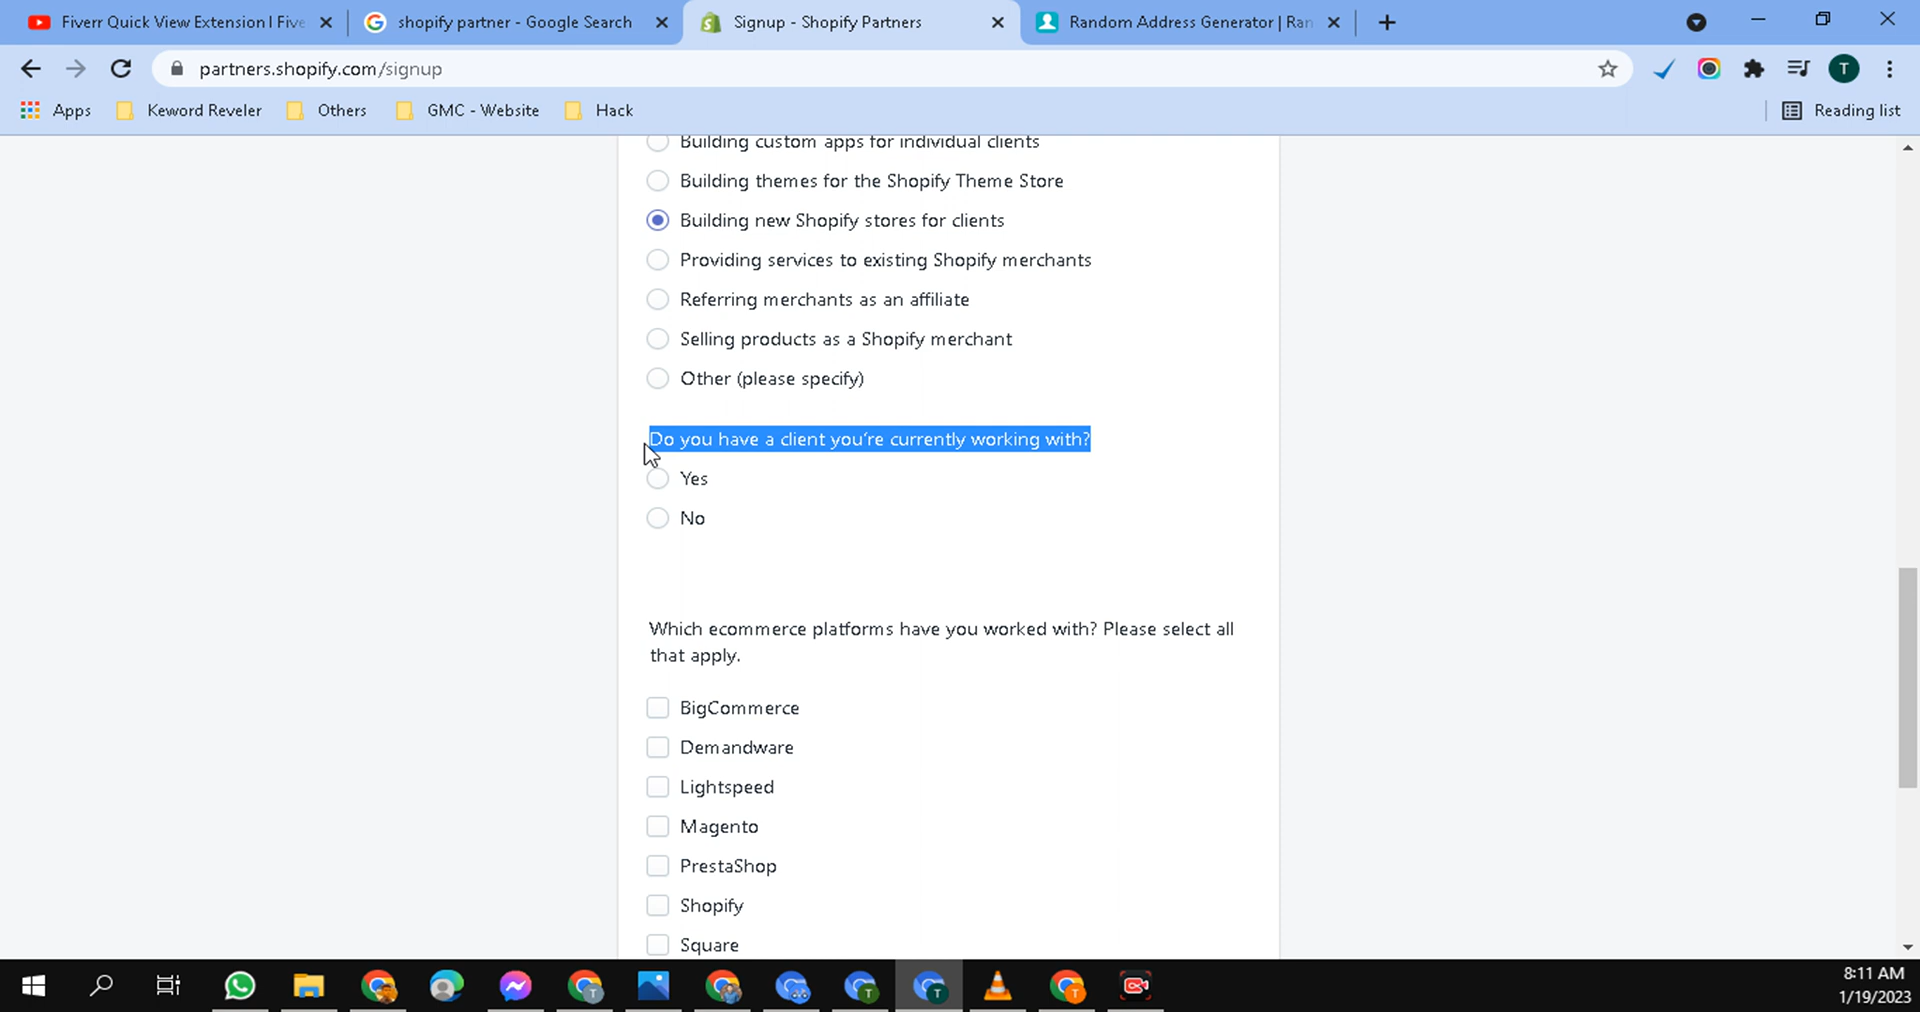 Fiverr Quick View Extension I Five
shopify partner - Google Search
Signup - Shopify Partners
Random Address Generator | Ran
partners.shopify.com/signup
Apps
Keword Reveler
Others
GMC - Website
Hack
Reading list
Building custom apps for individual clients
Building themes for the Shopify Theme Store
Building new Shopify stores for clients
Providing services to existing Shopify merchants
Referring merchants as an affiliate
Selling products as a Shopify merchant
Other (please specify)
Do you have a client you're currently working with?
Yes
No
Which ecommerce platforms have you worked with? Please select all
that apply.
BigCommerce
Demandware
Lightspeed
Magento
PrestaShop
Shopify
Square
8:11 AM
1/19/2023